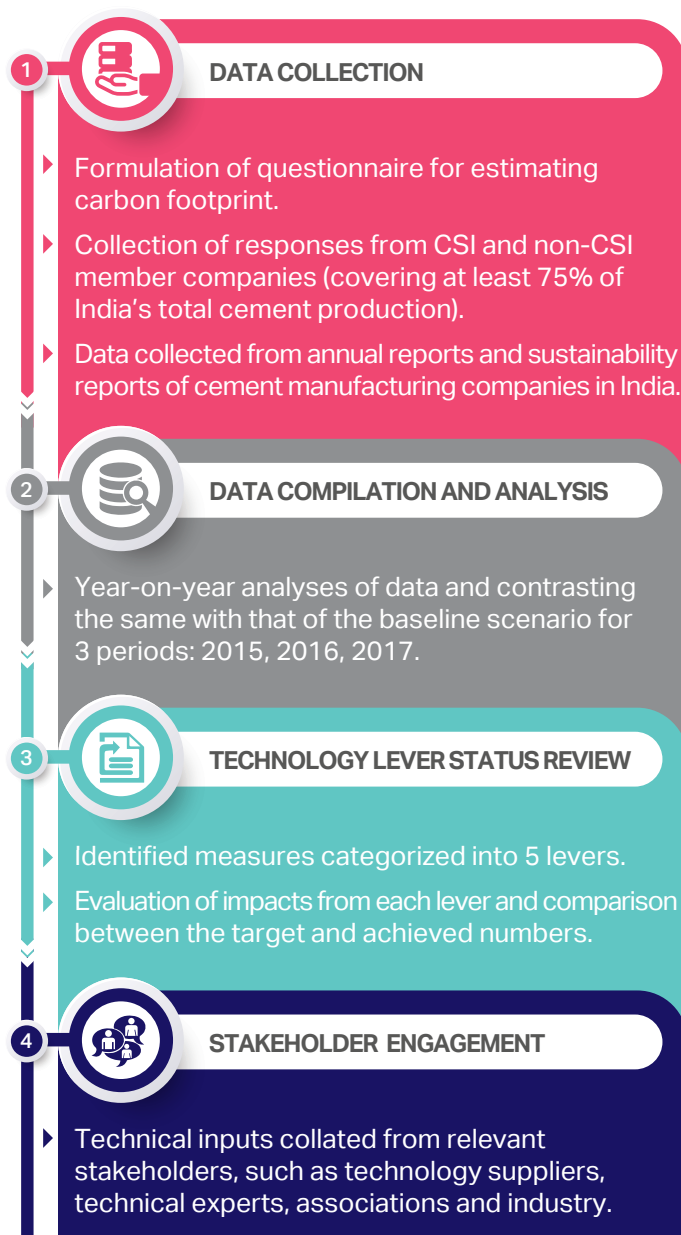 1
DATA COLLECTION
Formulation of questionnaire for estimating
carbon footprint.
Collection of responses from CSI and non-CSI
member companies (covering at least 75% of
India's total cement production).
Data collected from annual reports and sustainability
reports of cement manufacturing companies in India.
2
DATA COMPILATION AND ANALYSIS
Year-on-year analyses of data and contrasting
the same with that of the baseline scenario for
3 periods: 2015, 2016, 2017.
3
TECHNOLOGY LEVER STATUS REVIEW
Identified measures categorized into 5 levers.
Evaluation of impacts from each lever and comparison
between the target and achieved numbers.
4
STAKEHOLDER ENGAGEMENT
Technical inputs collated from relevant
stakeholders, such as technology suppliers,
technical experts, associations and industry.